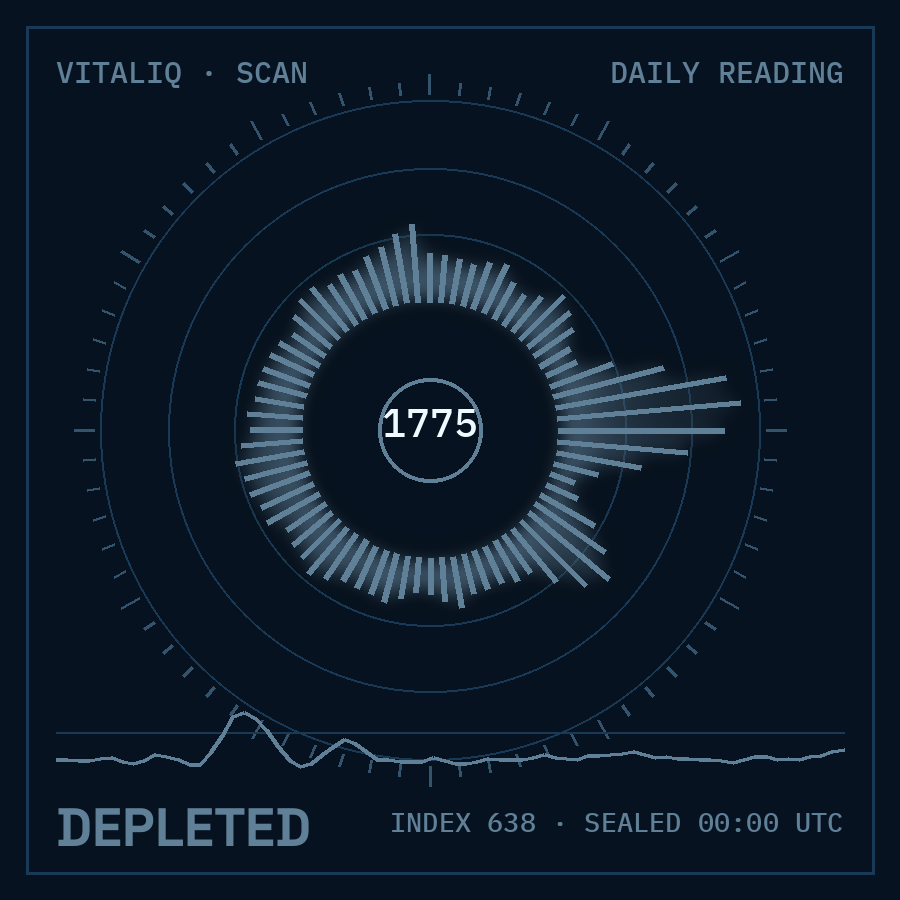 VITALIQ · SCAN
DAILY READING
1775
DEPLETED
INDEX 638 · SEALED 00:00 UTC